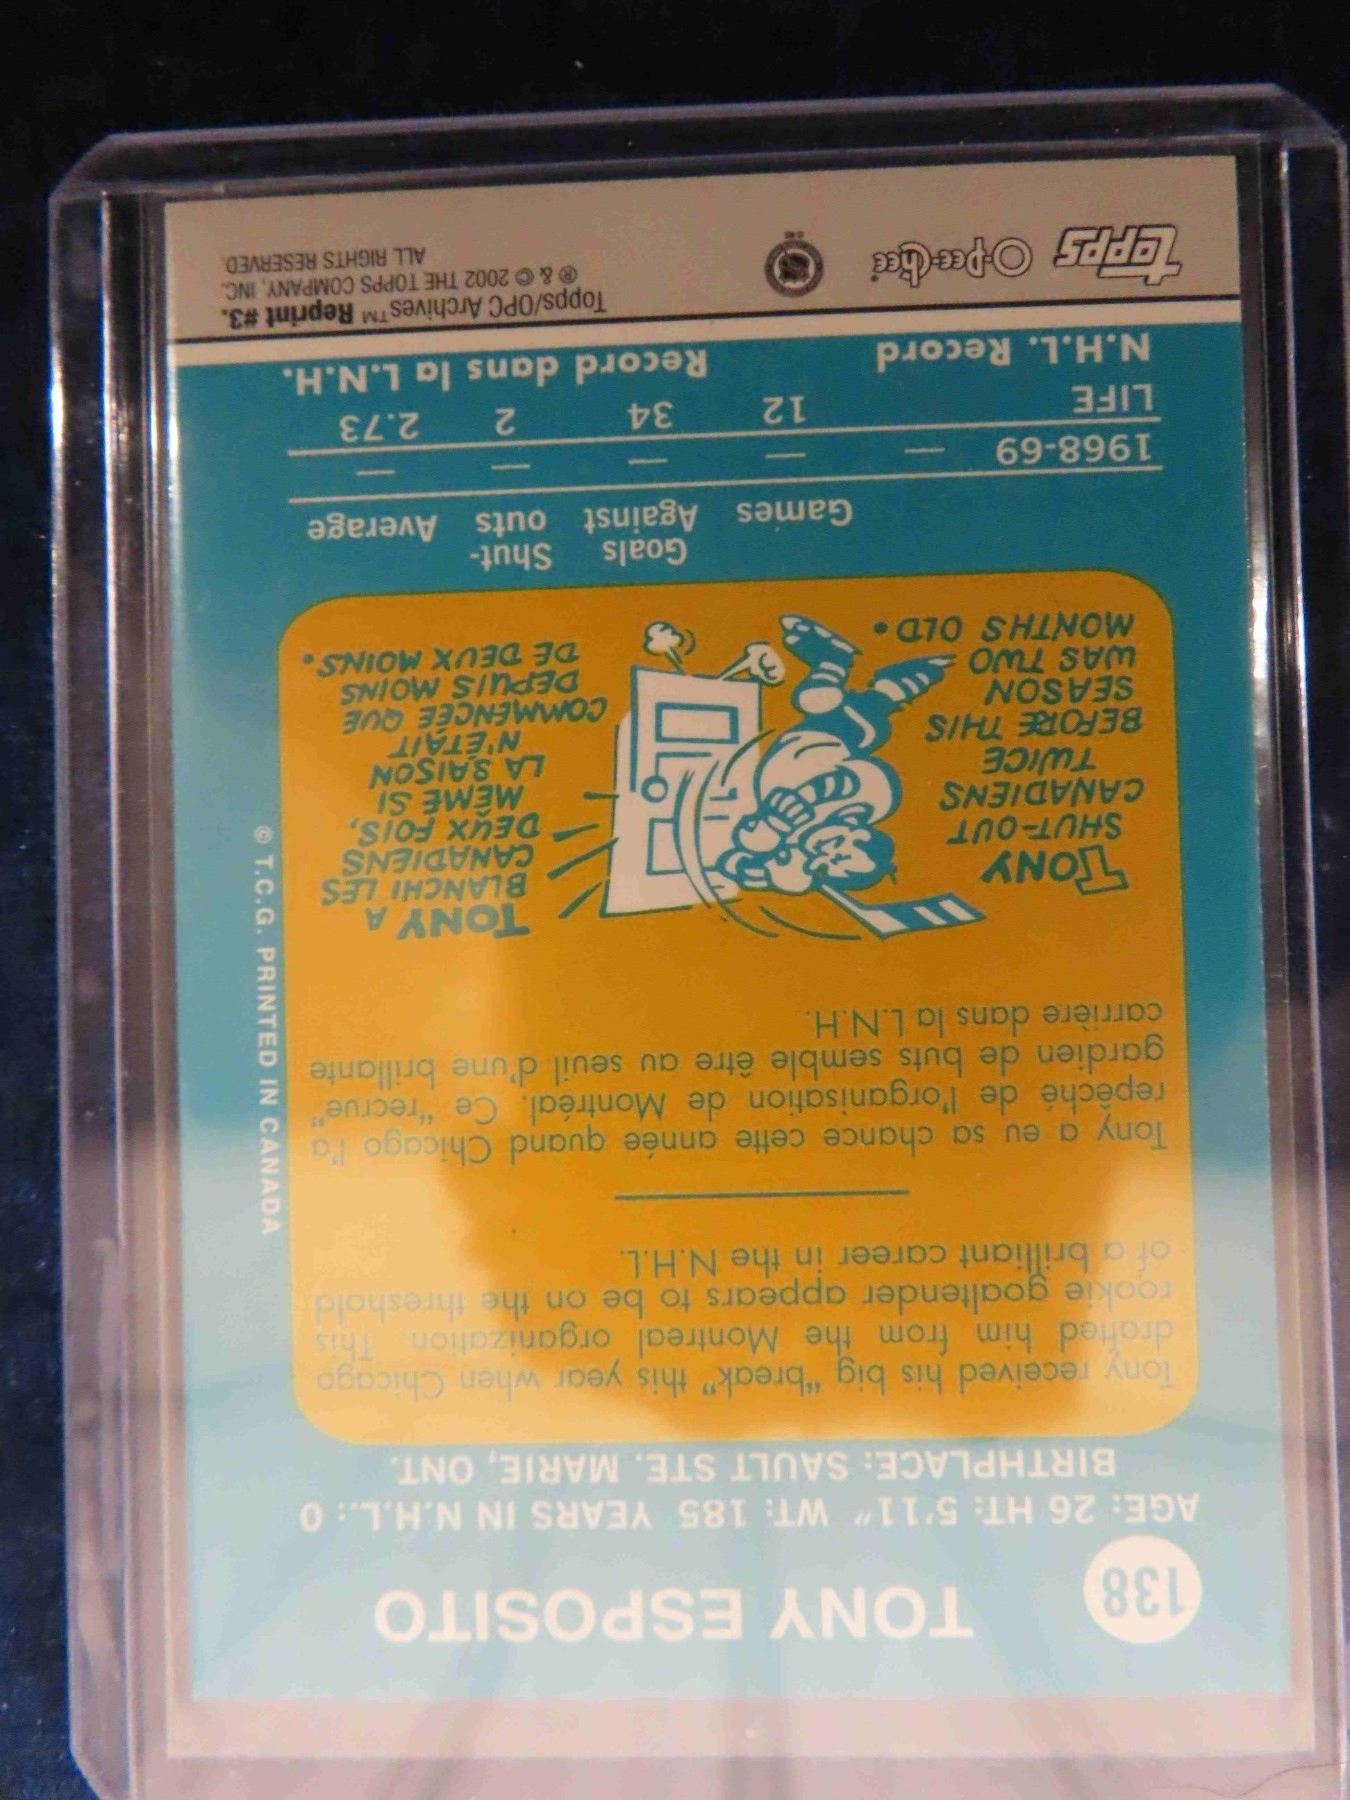 138
TONY ESPOSITO
AGE: 26 HT: 5'11" WT: 185 YEARS IN N.H.L.: 0
BIRTHPLACE: SAULT STE. MARIE, ONT.
Tony received his big "break" this year when Chicago
drafted him from the Montreal organization. This
rookie goaltender appears to be on the threshold
of a brilliant career in the N.H.L.
Tony a eu sa chance cette année quand Chicago l'a
repêché de l'organisation de Montréal. Ce "recrue"
gardien de buts semble être au seuil d'une brillante
carrière dans la L.N.H.
TONY
SHUT-OUT
CANADIENS
TWICE
BEFORE THIS
SEASON
WAS TWO
MONTHS OLD.
TONY A
BLANCHI LES
CANADIENS
DEUX FOIS,
MÊME SI
LA SAISON
N'ÉTAIT
COMMENCÉE QUE
DEPUIS MOINS
DE DEUX MOINS.
© T.C.G. PRINTED IN CANADA
Games Goals Against Shut-outs Average
1968-69 — — — — —
LIFE 12 34 2 2.73
N.H.L. Record Record dans la L.N.H.
Topps O-Pee-Chee
NHL
Topps/OPC Archives™ Reprint #3.
® & © 2002 THE TOPPS COMPANY, INC.
ALL RIGHTS RESERVED.